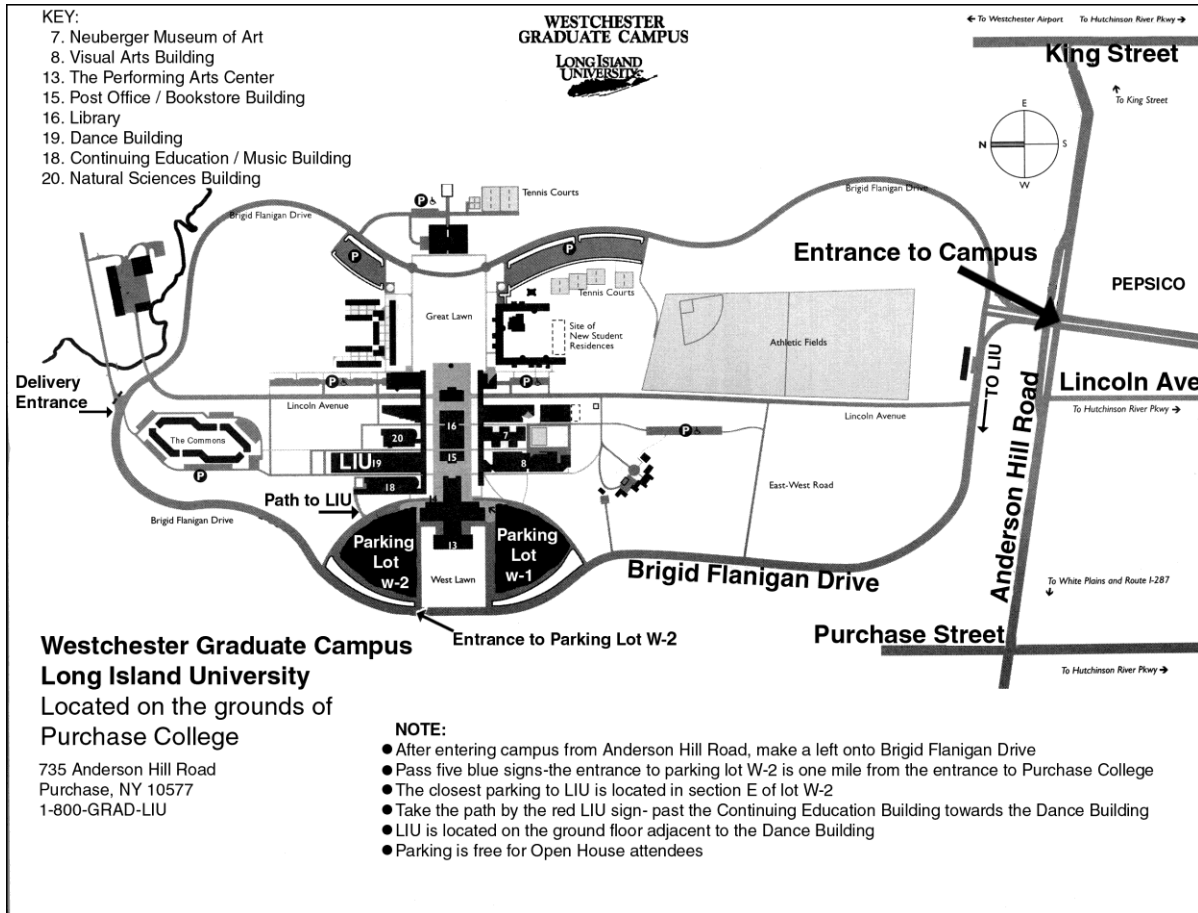 KEY:
7. Neuberger Museum of Art
8. Visual Arts Building
13. The Performing Arts Center
15. Post Office / Bookstore Building
16. Library
19. Dance Building
18. Continuing Education / Music Building
20. Natural Sciences Building
WESTCHESTER
GRADUATE CAMPUS
LONG ISLAND
UNIVERSITY
To Westchester Airport
To Hutchinson River Pkwy
King Street
To King Street
E
N
S
W
Tennis Courts
P
Brigid Flanigan Drive
Brigid Flanigan Drive
1
P
P
Entrance to Campus
PEPSICO
Tennis Courts
Great Lawn
Site of
New Student
Residences
Athletic Fields
TO LIU
Delivery
Entrance
P
P
Lincoln Ave
To Hutchinson River Pkwy
Lincoln Avenue
Lincoln Avenue
16
20
7
P
The Commons
LIU
19
15
8
P
18
Path to LIU
H
East-West Road
Anderson Hill Road
Brigid Flanigan Drive
Parking
Lot
w-2
13
West Lawn
Parking
Lot
w-1
Brigid Flanigan Drive
To White Plains and Route I-287
Entrance to Parking Lot W-2
Purchase Street
To Hutchinson River Pkwy
Westchester Graduate Campus
Long Island University
Located on the grounds of
Purchase College
735 Anderson Hill Road
Purchase, NY 10577
1-800-GRAD-LIU
NOTE:
● After entering campus from Anderson Hill Road, make a left onto Brigid Flanigan Drive
● Pass five blue signs-the entrance to parking lot W-2 is one mile from the entrance to Purchase College
● The closest parking to LIU is located in section E of lot W-2
● Take the path by the red LIU sign- past the Continuing Education Building towards the Dance Building
● LIU is located on the ground floor adjacent to the Dance Building
● Parking is free for Open House attendees